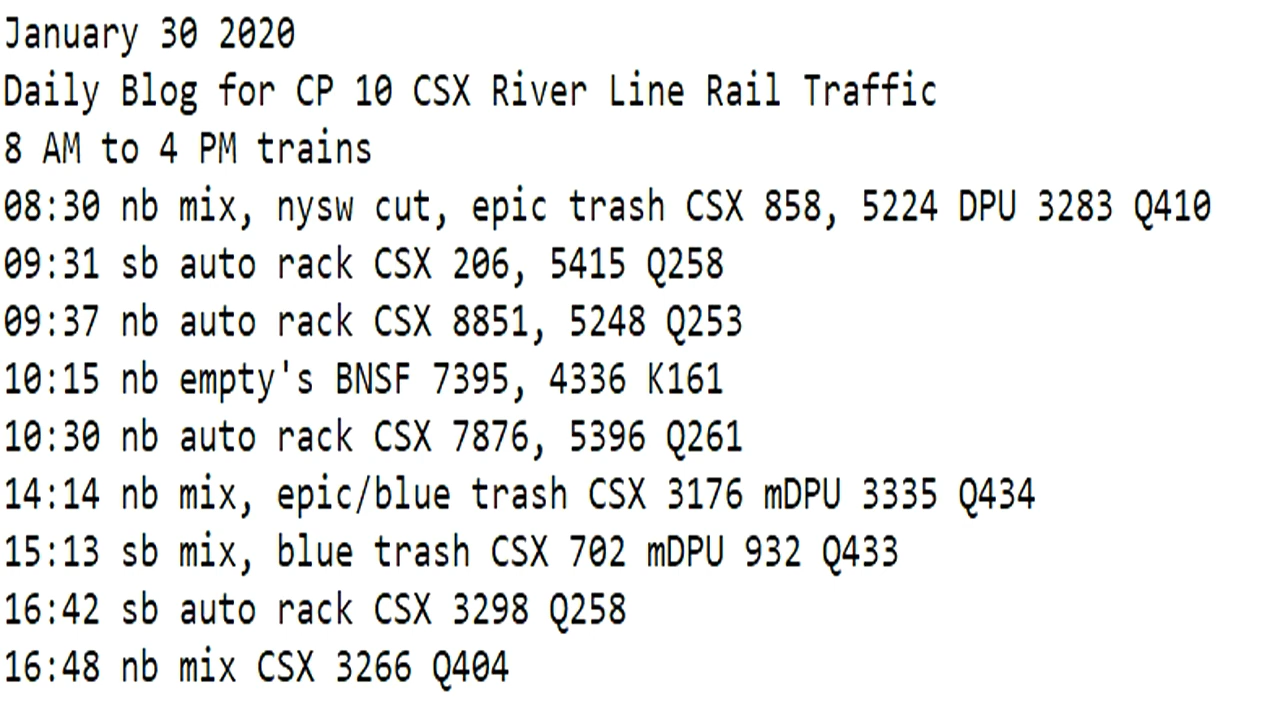 January 30 2020
Daily Blog for CP 10 CSX River Line Rail Traffic
8 AM to 4 PM trains
08:30 nb mix, nysw cut, epic trash CSX 858, 5224 DPU 3283 Q410
09:31 sb auto rack CSX 206, 5415 Q258
09:37 nb auto rack CSX 8851, 5248 Q253
10:15 nb empty's BNSF 7395, 4336 K161
10:30 nb auto rack CSX 7876, 5396 Q261
14:14 nb mix, epic/blue trash CSX 3176 mDPU 3335 Q434
15:13 sb mix, blue trash CSX 702 mDPU 932 Q433
16:42 sb auto rack CSX 3298 Q258
16:48 nb mix CSX 3266 Q404